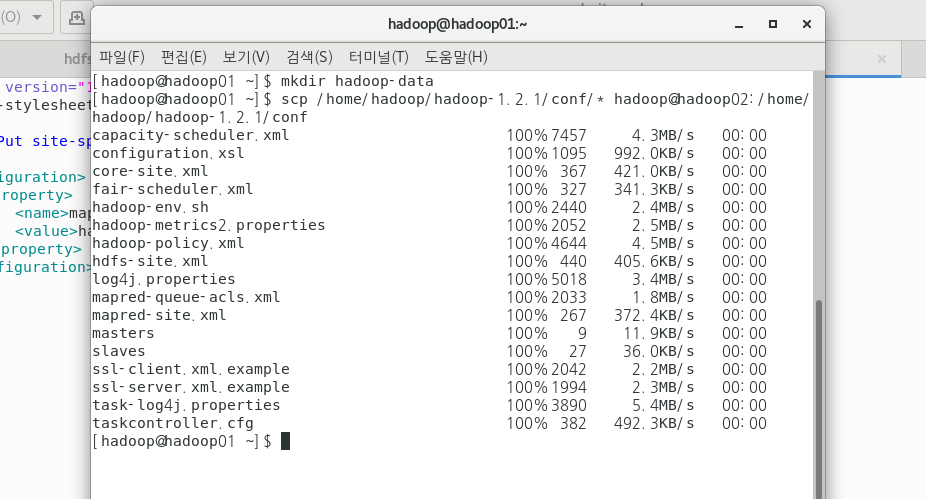 (O)
hadoop@hadoop01:~
파일(F) 편집(E) 보기(V) 검색(S) 터미널(T) 도움말(H)
hdfs
version="1
-stylesheet
Put site-sp
figuration>
roperty>
<name>map
<value>ha
property>
figuration>
[hadoop@hadoop01 ~]$ mkdir hadoop-data
[hadoop@hadoop01 ~]$ scp /home/hadoop/hadoop-1.2.1/conf/* hadoop@hadoop02:/home/
hadoop/hadoop-1.2.1/conf
capacity-scheduler.xml 100% 7457 4.3MB/s 00:00
configuration.xsl 100% 1095 992.0KB/s 00:00
core-site.xml 100% 367 421.0KB/s 00:00
fair-scheduler.xml 100% 327 341.3KB/s 00:00
hadoop-env.sh 100% 2440 2.4MB/s 00:00
hadoop-metrics2.properties 100% 2052 2.5MB/s 00:00
hadoop-policy.xml 100% 4644 4.5MB/s 00:00
hdfs-site.xml 100% 440 405.6KB/s 00:00
log4j.properties 100% 5018 3.4MB/s 00:00
mapred-queue-acls.xml 100% 2033 1.8MB/s 00:00
mapred-site.xml 100% 267 372.4KB/s 00:00
masters 100% 9 11.9KB/s 00:00
slaves 100% 27 36.0KB/s 00:00
ssl-client.xml.example 100% 2042 2.2MB/s 00:00
ssl-server.xml.example 100% 1994 2.3MB/s 00:00
task-log4j.properties 100% 3890 5.4MB/s 00:00
taskcontroller.cfg 100% 382 492.3KB/s 00:00
[hadoop@hadoop01 ~]$